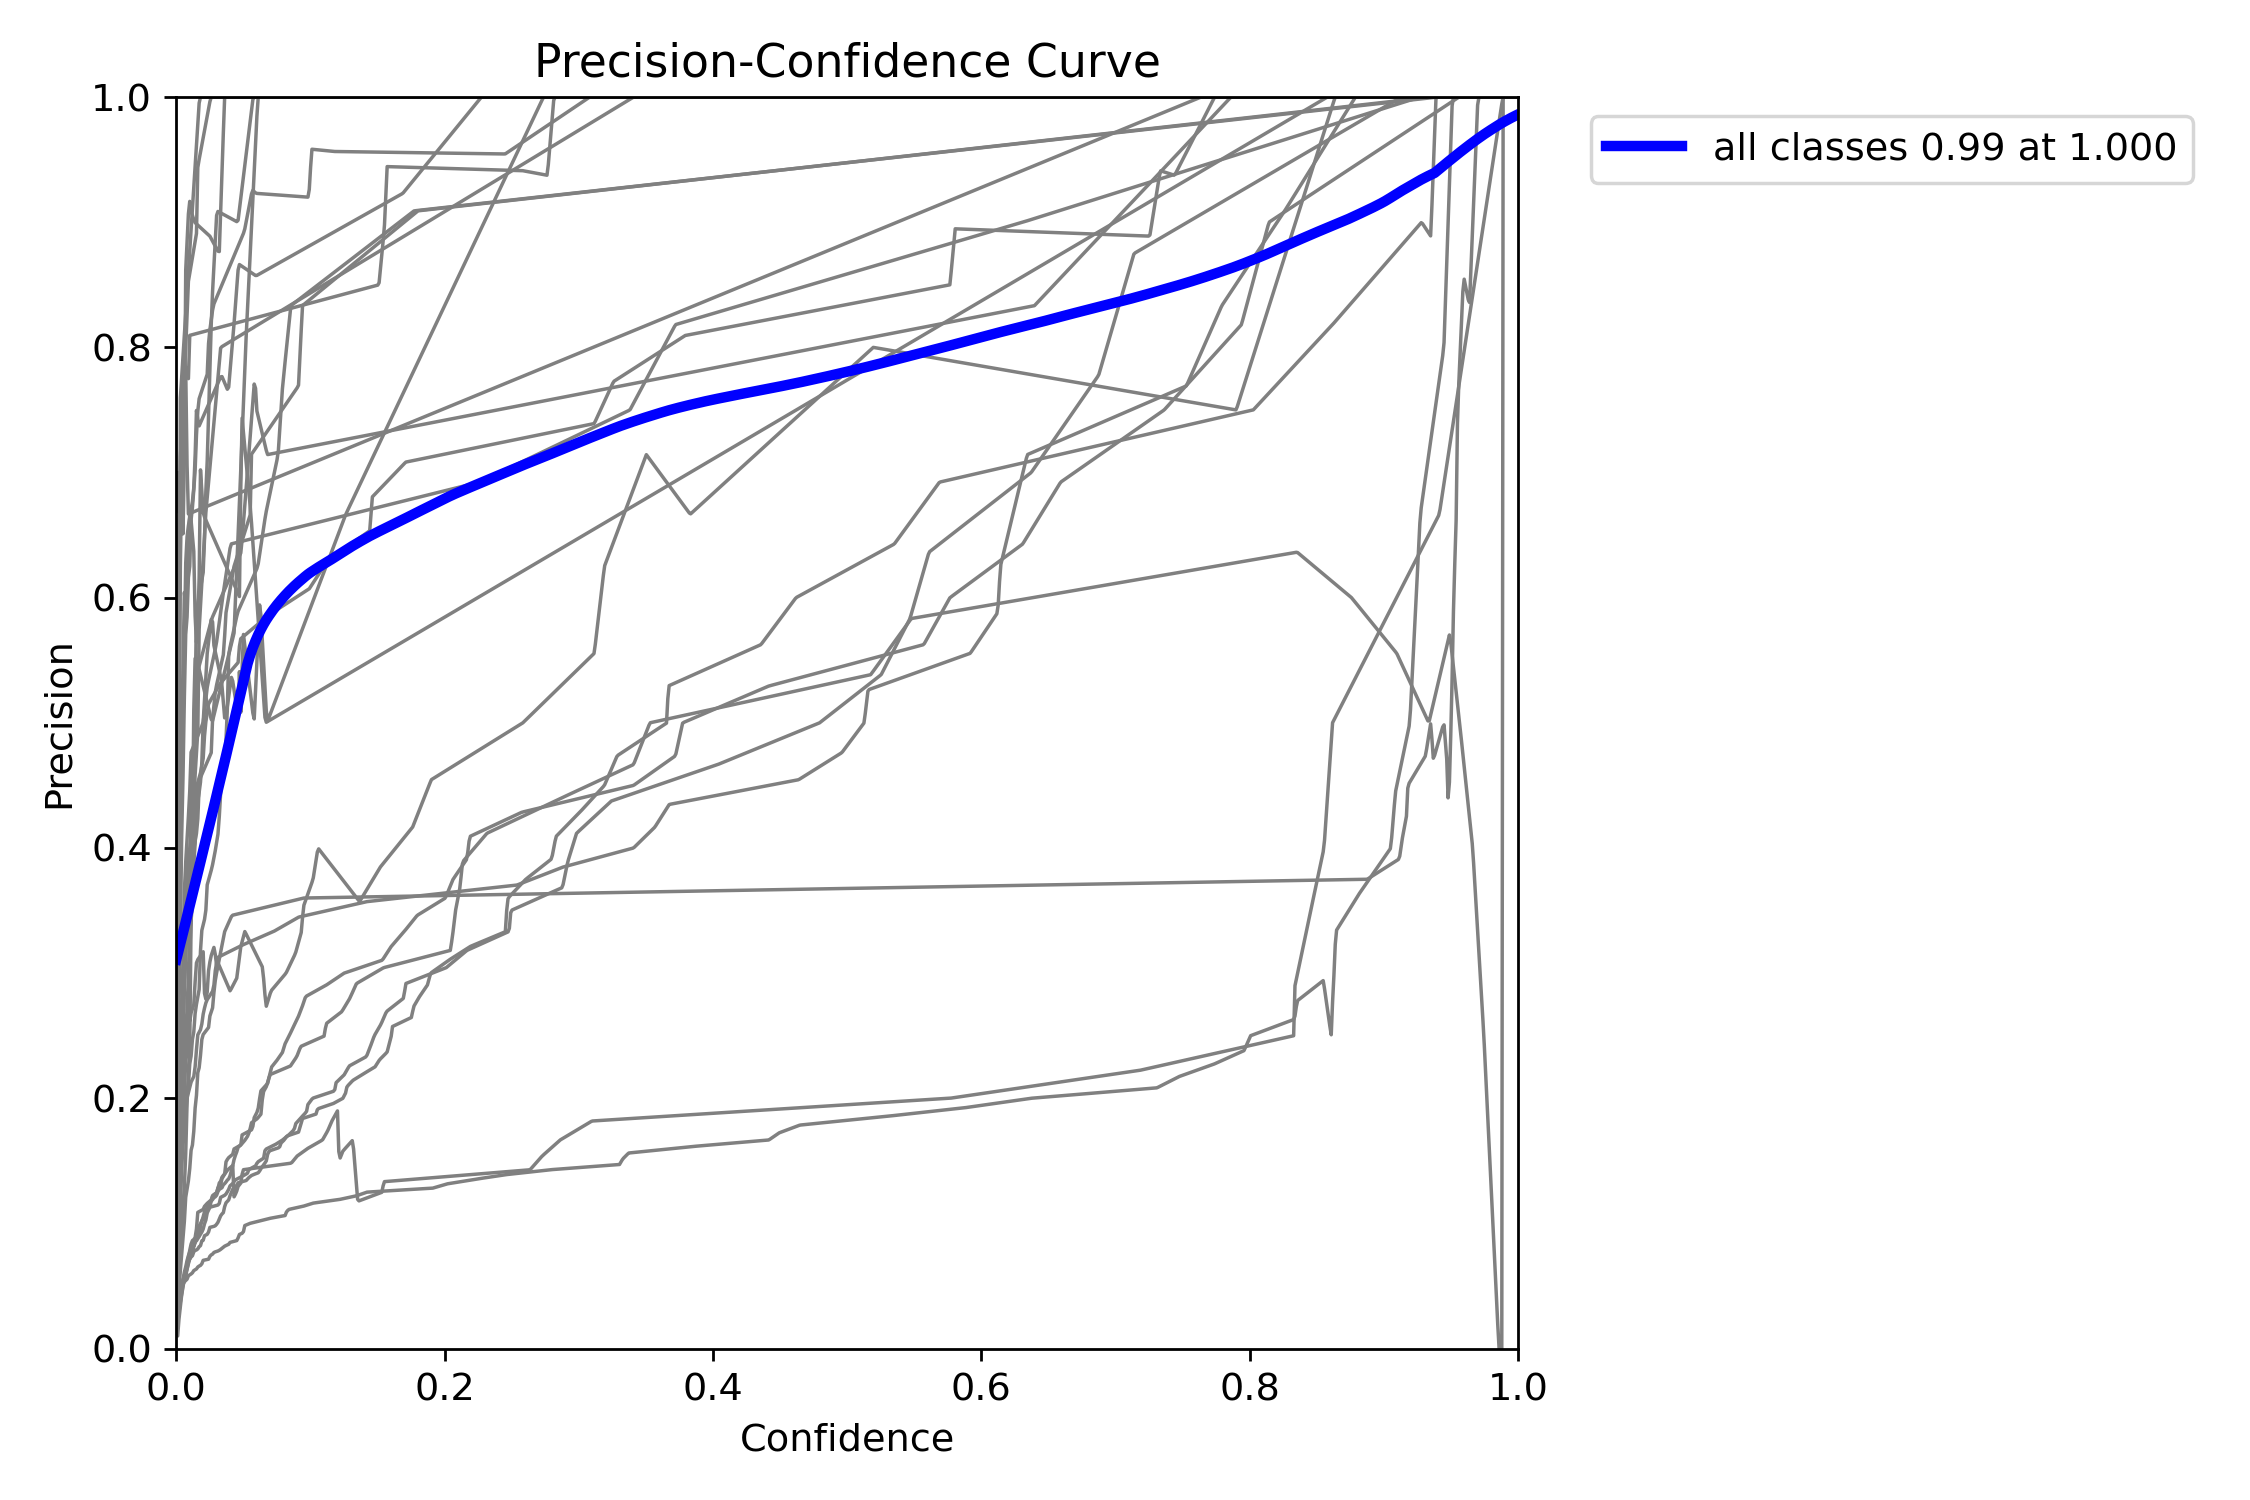 Precision-Confidence Curve
1.0
0.8
0.6
0.4
0.2
0.0
Precision
0.0 0.2 0.4 0.6 0.8 1.0
Confidence
all classes 0.99 at 1.000